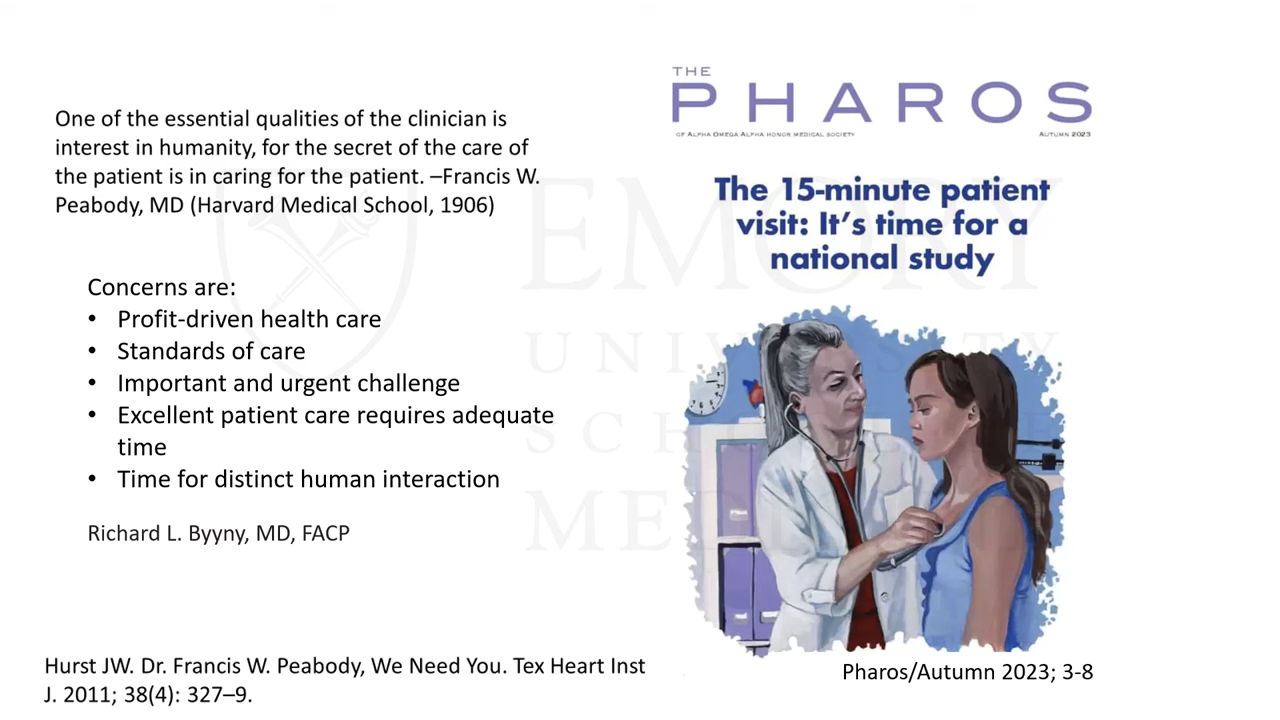 One of the essential qualities of the clinician is
interest in humanity, for the secret of the care of
the patient is in caring for the patient. –Francis W.
Peabody, MD (Harvard Medical School, 1906)
Concerns are:
• Profit-driven health care
• Standards of care
• Important and urgent challenge
• Excellent patient care requires adequate
time
• Time for distinct human interaction
Richard L. Byyny, MD, FACP
Hurst JW. Dr. Francis W. Peabody, We Need You. Tex Heart Inst
J. 2011; 38(4): 327–9.
THE
PHAROS
OF ALPHA OMEGA ALPHA HONOR MEDICAL SOCIETY AUTUMN 2023
The 15-minute patient
visit: It's time for a
national study
Pharos/Autumn 2023; 3-8
EMORY
UNIVERSITY
SCHOOL OF
MEDICINE